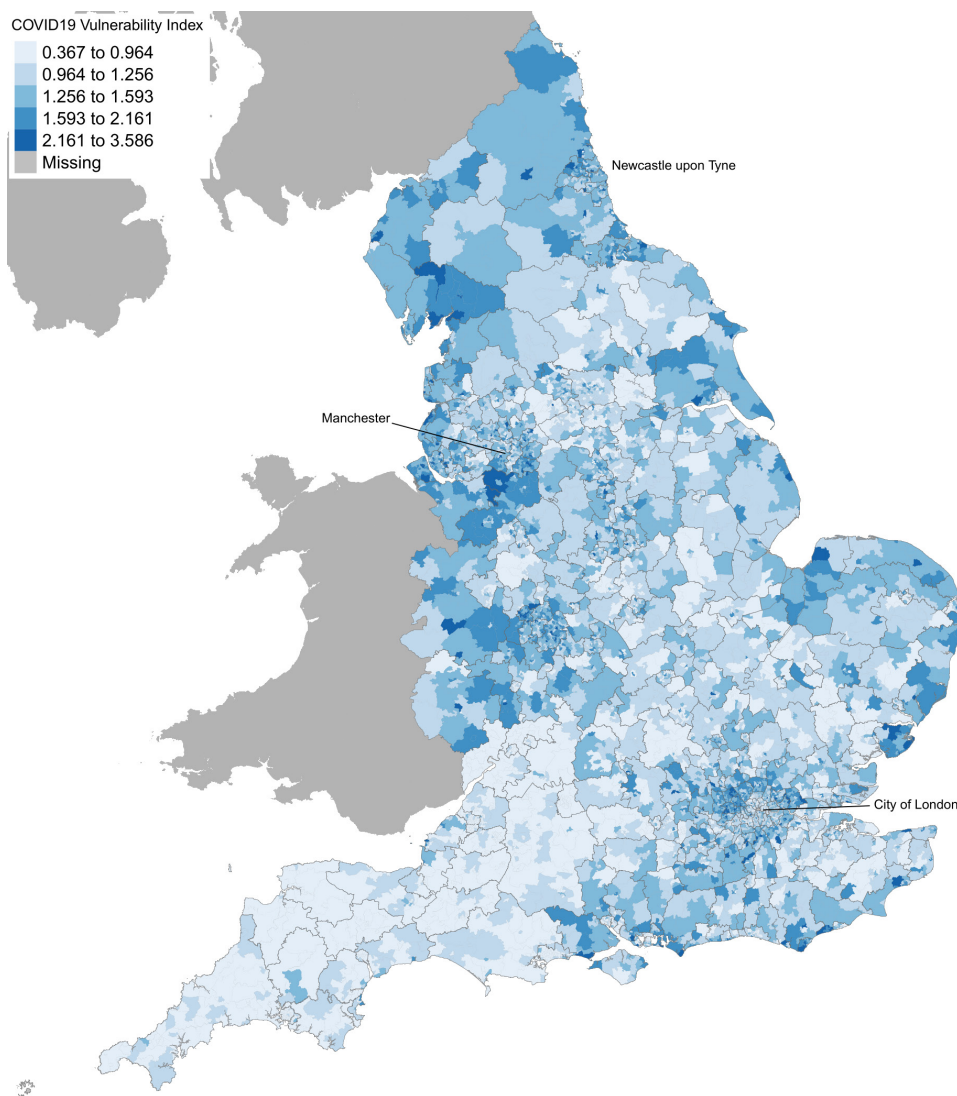 COVID19 Vulnerability Index
0.367 to 0.964
0.964 to 1.256
1.256 to 1.593
1.593 to 2.161
2.161 to 3.586
Missing
Newcastle upon Tyne
Manchester
City of London